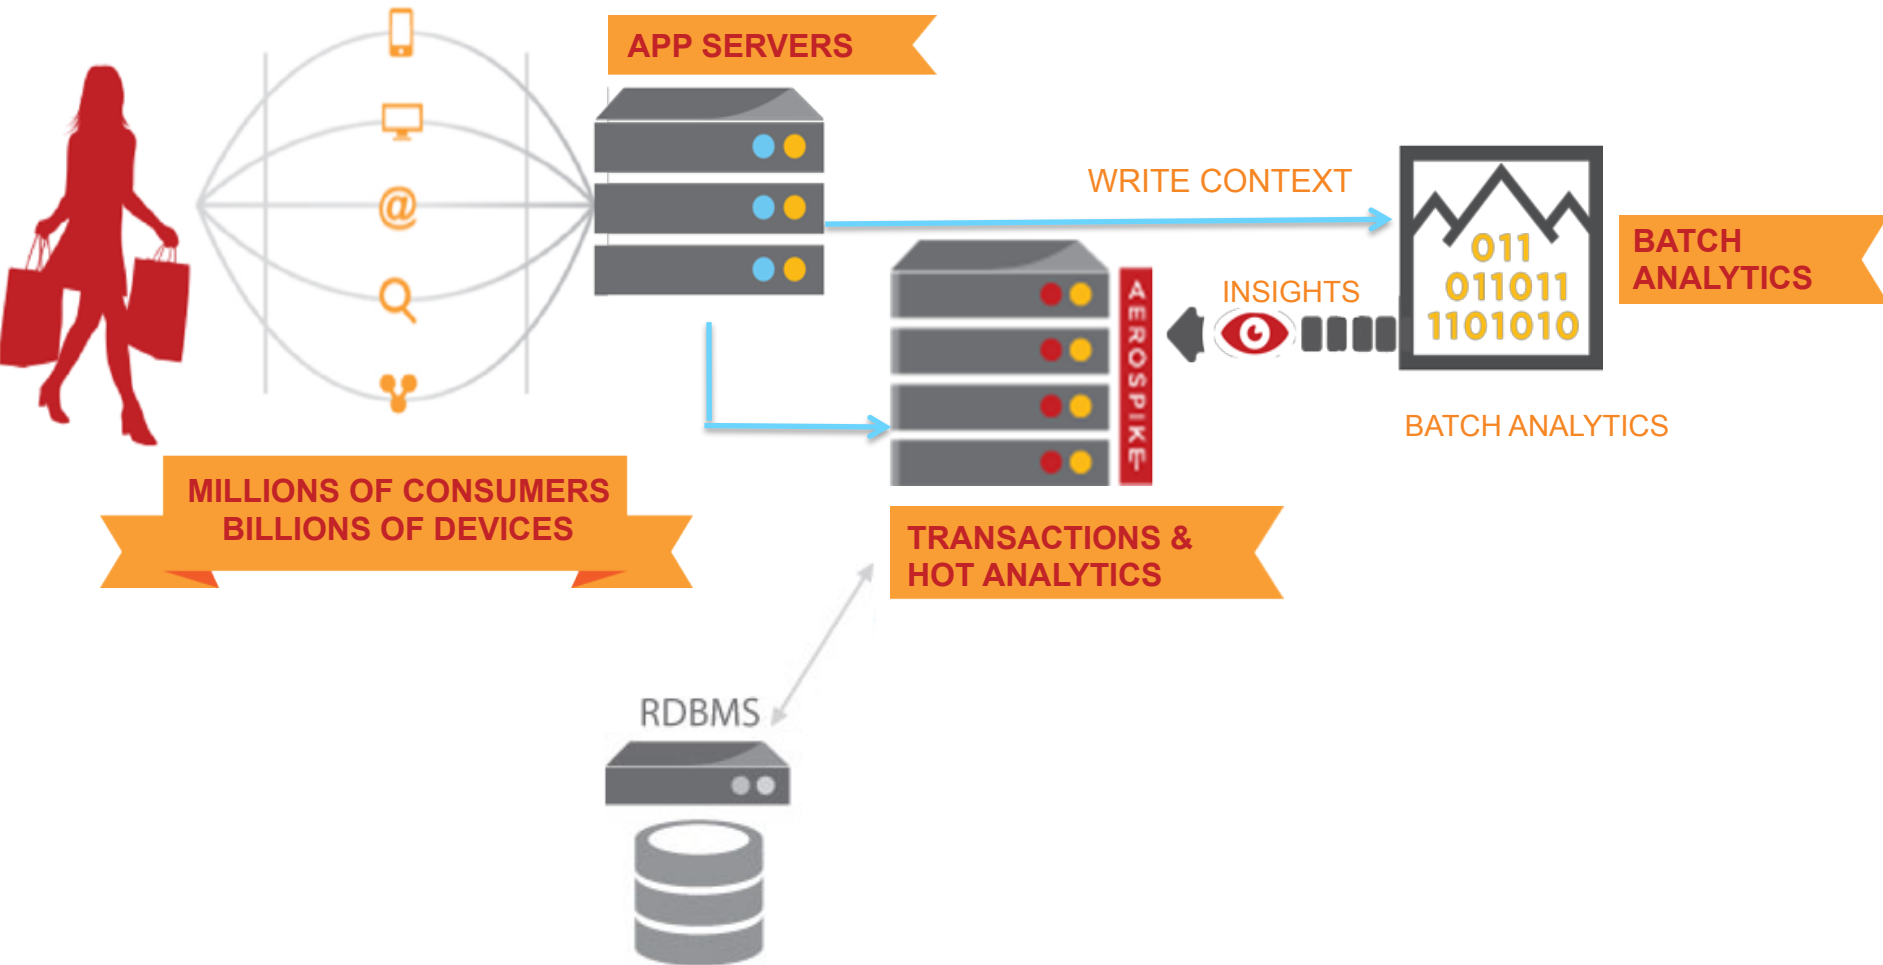 APP SERVERS
@
WRITE CONTEXT
011
011011
1101010
BATCH
ANALYTICS
INSIGHTS
AEROSPIKE
BATCH ANALYTICS
MILLIONS OF CONSUMERS
BILLIONS OF DEVICES
TRANSACTIONS &
HOT ANALYTICS
RDBMS